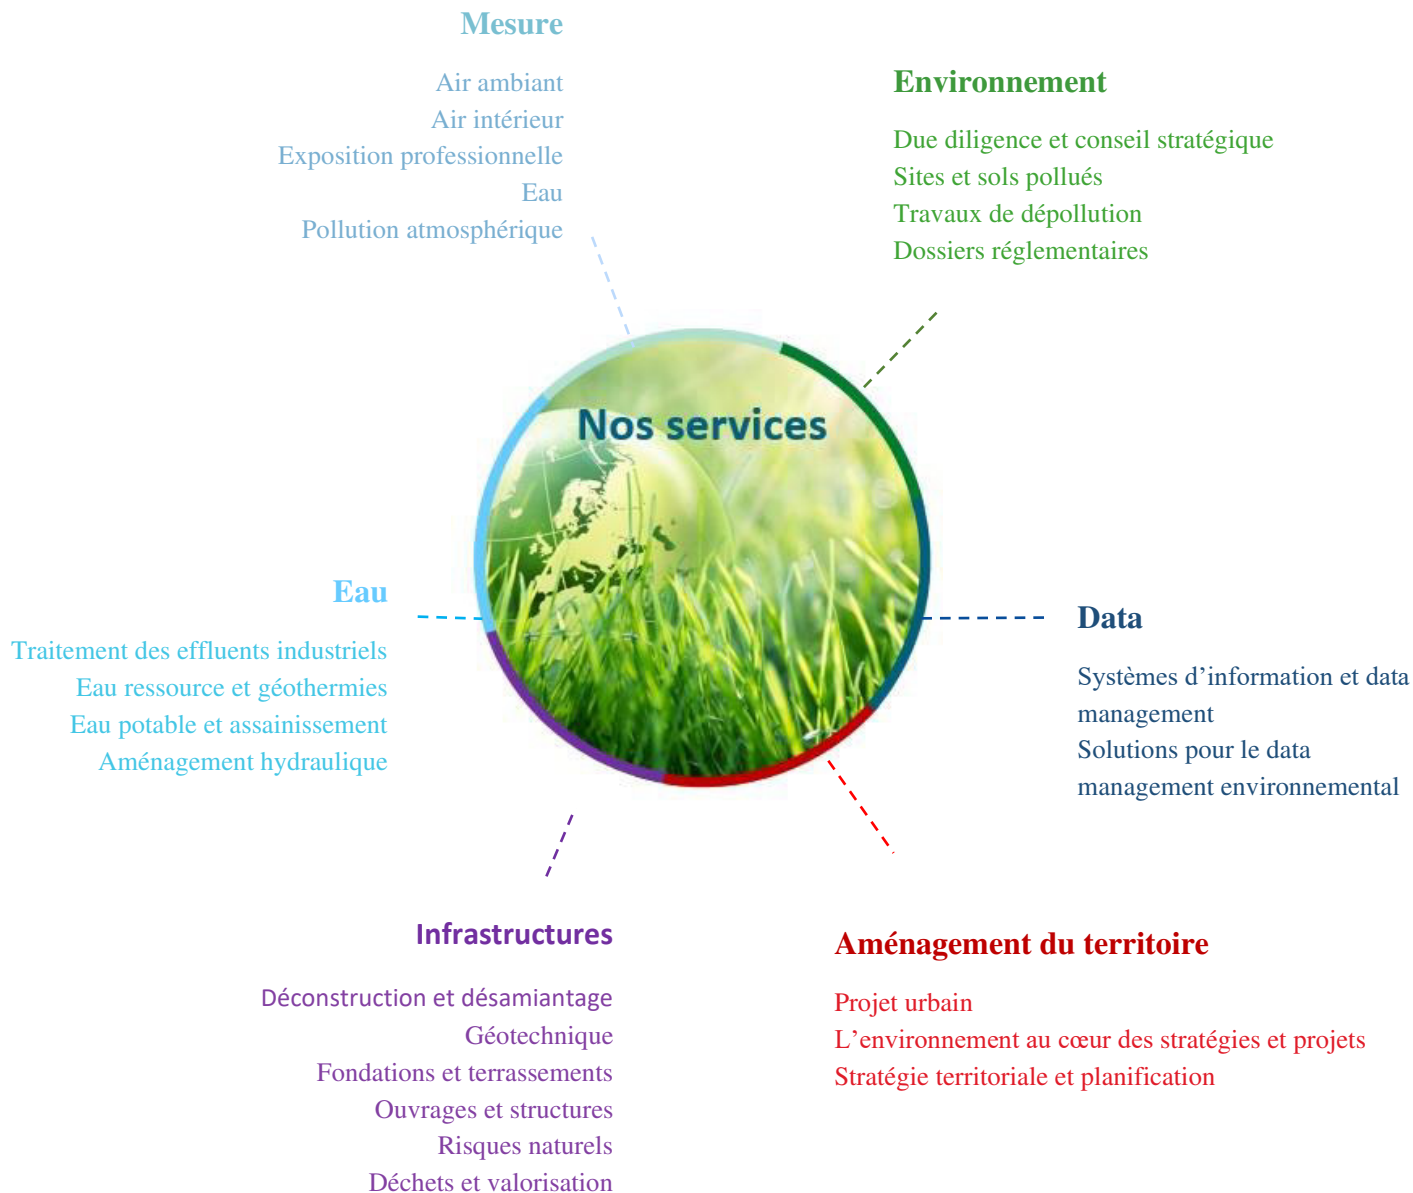 Mesure
Air ambiant
Air intérieur
Exposition professionnelle
Eau
Pollution atmosphérique
Environnement
Due diligence et conseil stratégique
Sites et sols pollués
Travaux de dépollution
Dossiers réglementaires
Nos services
Eau
Traitement des effluents industriels
Eau ressource et géothermies
Eau potable et assainissement
Aménagement hydraulique
Data
Systèmes d’information et data
management
Solutions pour le data
management environnemental
Infrastructures
Déconstruction et désamiantage
Géotechnique
Fondations et terrassements
Ouvrages et structures
Risques naturels
Déchets et valorisation
Aménagement du territoire
Projet urbain
L’environnement au cœur des stratégies et projets
Stratégie territoriale et planification